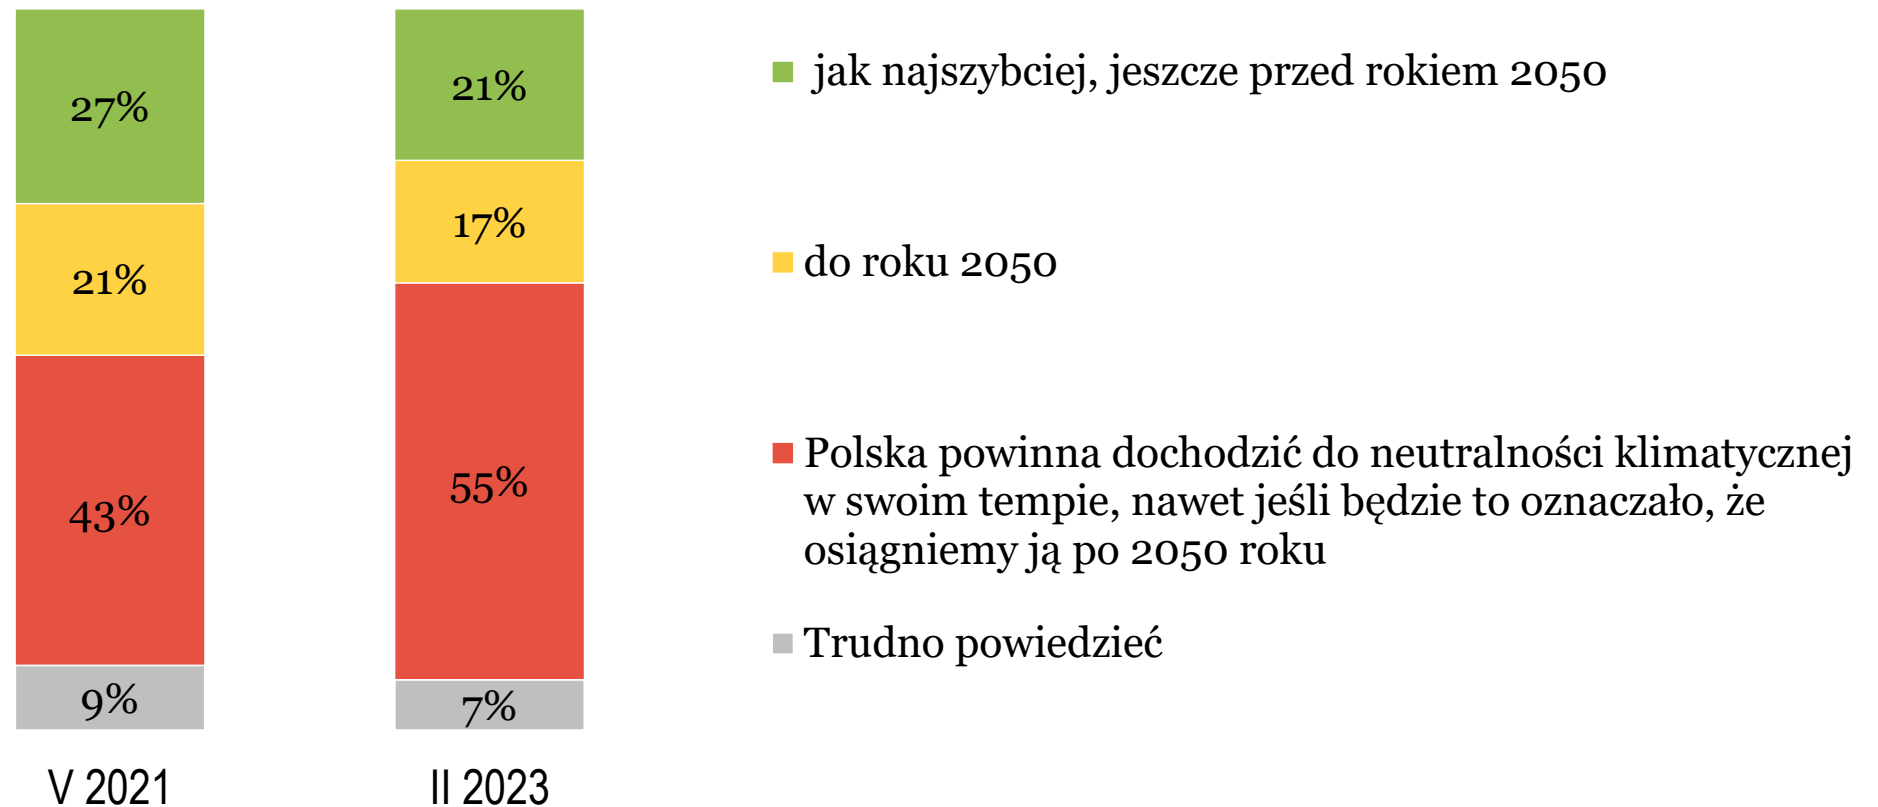 27%
21%
43%
9%
V 2021
21%
17%
55%
7%
II 2023
jak najszybciej, jeszcze przed rokiem 2050
do roku 2050
Polska powinna dochodzić do neutralności klimatycznej
w swoim tempie, nawet jeśli będzie to oznaczało, że
osiągniemy ją po 2050 roku
Trudno powiedzieć